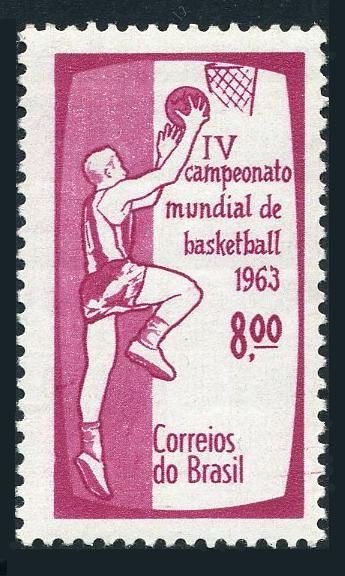 IV
campeonato
mundial de
basketball
1963
8,00
Correios
do Brasil